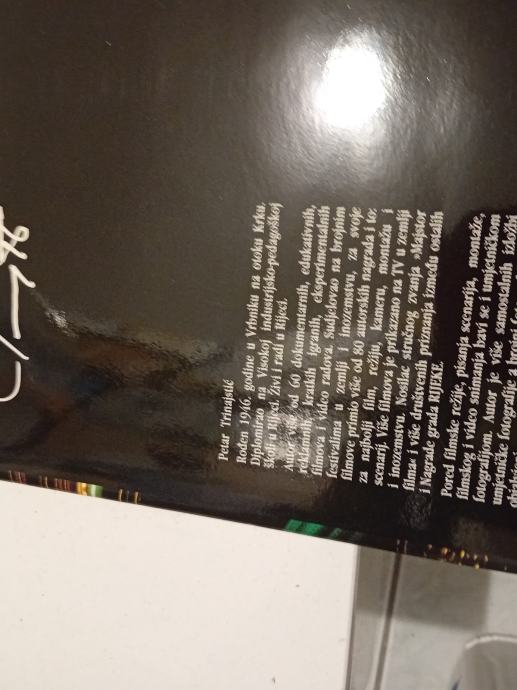 Petar Trinajstić
Rođen 1946. godine u Vrbniku na otoku Krku.
Diplomirao na Visokoj industrijsko-pedagoškoj
školi u Rijeci. Živi i radi u Rijeci.
Autor više od 60 dokumentarnih, edukativnih,
reklamnih, kratkih igranih, eksperimentalnih
filmova i video radova. Sudjelovao na brojnim
festivalima u zemlji i inozemstvu, za svoje
filmove primio više od 80 autorskih nagrada i to:
za najbolji film, režiju, kameru, montažu i
scenarij. Više filmova je prikazano na TV u zemlji
i inozemstvu. Nosilac stručnog zvanja »Majstor
filma« i više društvenih priznanja između ostalih
i Nagrade grada RIJEKE.
Pored filmske režije, pisanja scenarija, montaže,
filmskog i video snimanja bavi se i umjetničkom
fotografijom. Autor je više samostalnih izložbi
umjetničke fotografije a brojni